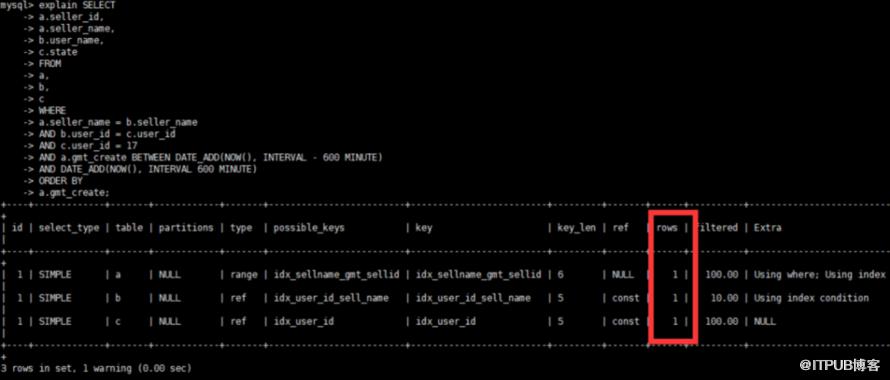 mysql> explain SELECT
-> a.seller_id,
-> a.seller_name,
-> b.user_name,
-> c.state
-> FROM
-> a,
-> b,
-> c
-> WHERE
-> a.seller_name = b.seller_name
-> AND b.user_id = c.user_id
-> AND c.user_id = 17
-> AND a.gmt_create BETWEEN DATE_ADD(NOW(), INTERVAL - 600 MINUTE)
-> AND DATE_ADD(NOW(), INTERVAL 600 MINUTE)
-> ORDER BY
-> a.gmt_create;
| id | select_type | table | partitions | type | possible_keys | key | key_len | ref | rows | filtered | Extra
| 1 | SIMPLE | a | NULL | range | idx_sellname_gmt_sellid | idx_sellname_gmt_sellid | 6 | NULL | 1 | 100.00 | Using where; Using index
| 1 | SIMPLE | b | NULL | ref | idx_user_id_sell_name | idx_user_id_sell_name | 5 | const | 1 | 10.00 | Using index condition
| 1 | SIMPLE | c | NULL | ref | idx_user_id | idx_user_id | 5 | const | 1 | 100.00 | NULL
3 rows in set, 1 warning (0.00 sec)
@ITPUB博客